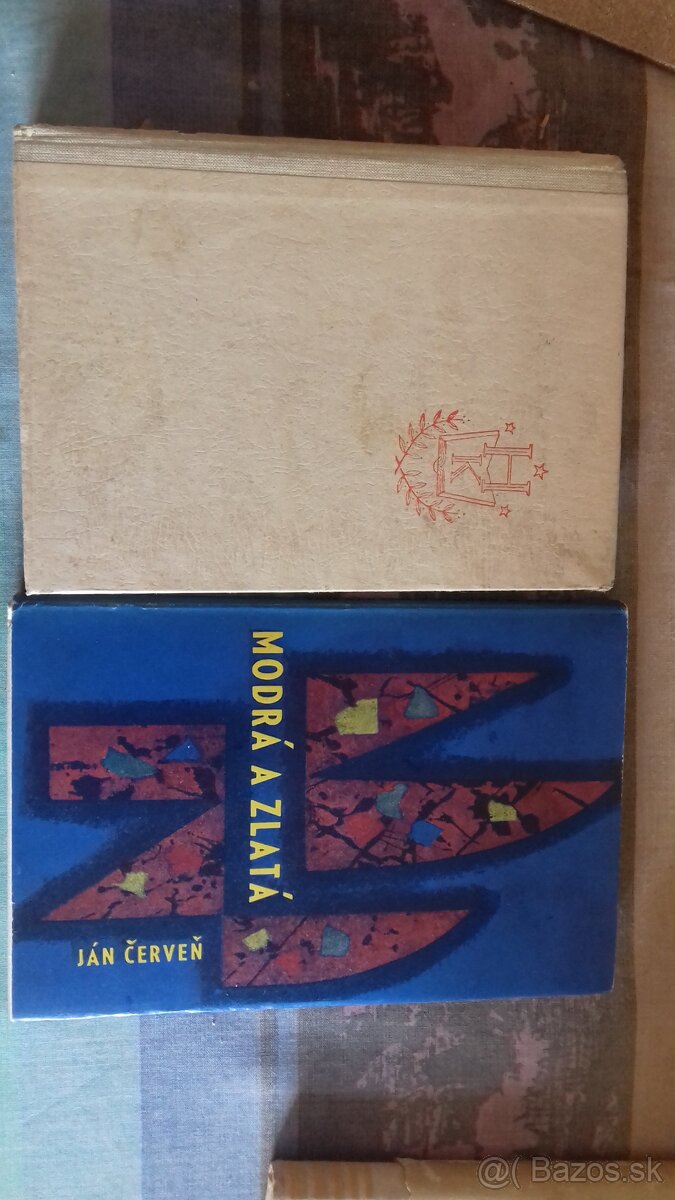 H
K
MODRÁ A ZLATÁ
JÁN ČERVEŇ
@( Bazos.sk